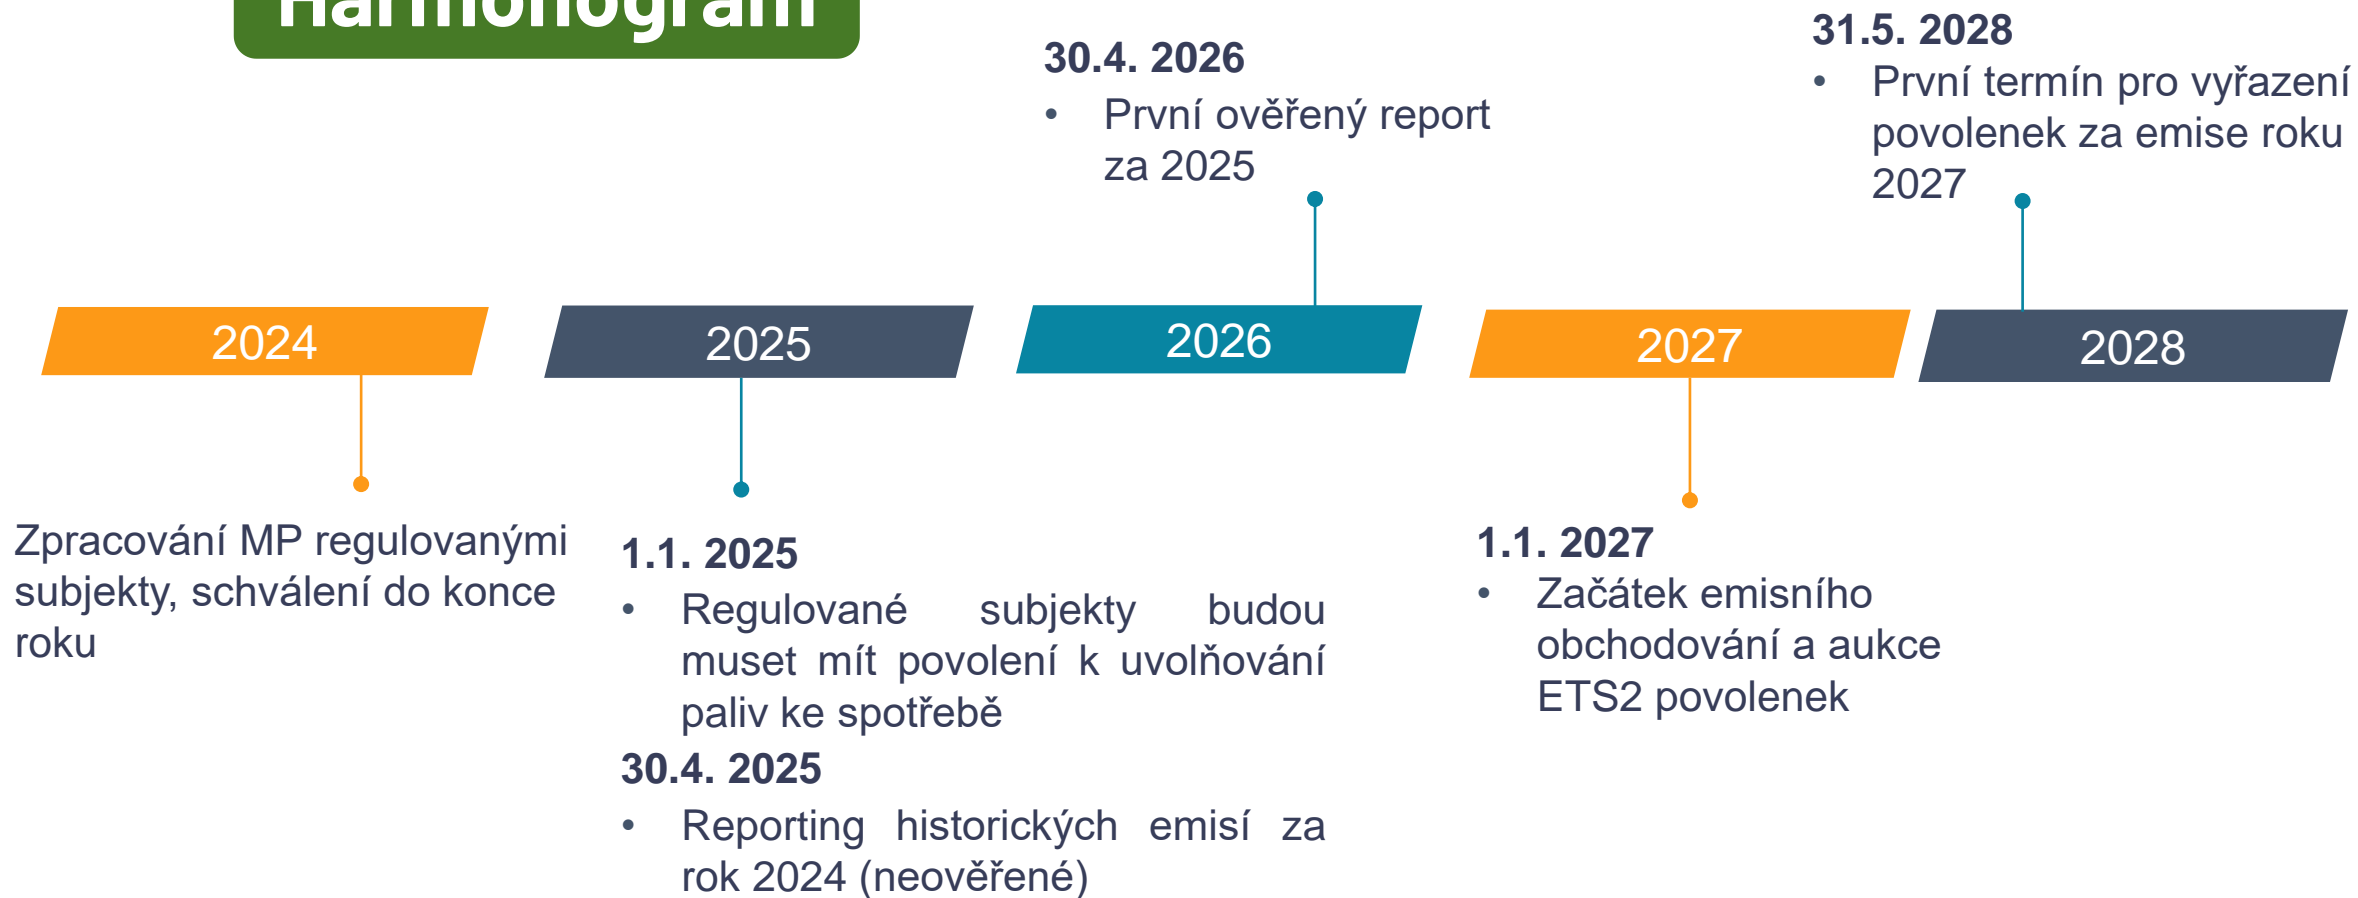 Harmonogram
30.4. 2026
• První ověřený report
za 2025
31.5. 2028
• První termín pro vyřazení
povolenek za emise roku
2027
2024
2025
2026
2027
2028
Zpracování MP regulovanými
subjekty, schválení do konce
roku
1.1. 2025
• Regulované subjekty budou
muset mít povolení k uvolňování
paliv ke spotřebě
30.4. 2025
• Reporting historických emisí za
rok 2024 (neověřené)
1.1. 2027
• Začátek emisního
obchodování a aukce
ETS2 povolenek